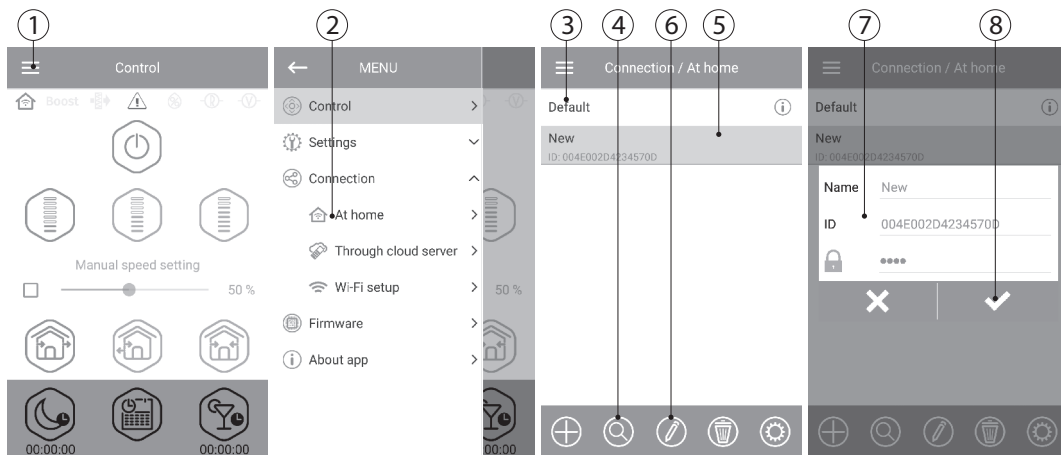 1
2
3
4
6
5
7
8
Control
Boost
Manual speed setting
50 %
00:00:00
00:00:00
MENU
Control
Settings
Connection
At home
Through cloud server
Wi-Fi setup
Firmware
About app
50 %
00:00
Connection / At home
Default
New
ID: 004E002D4234570D
Connection / At home
Default
New
ID: 004E002D4234570D
Name New
ID 004E002D4234570D